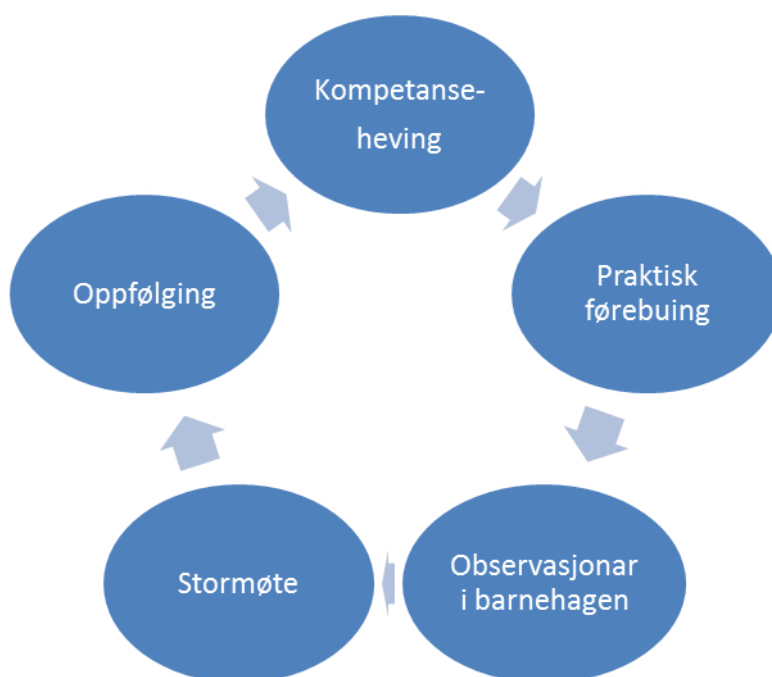 Kompetanse-
heving
Praktisk
førebuing
Observasjonar
i barnehagen
Stormøte
Oppfølging